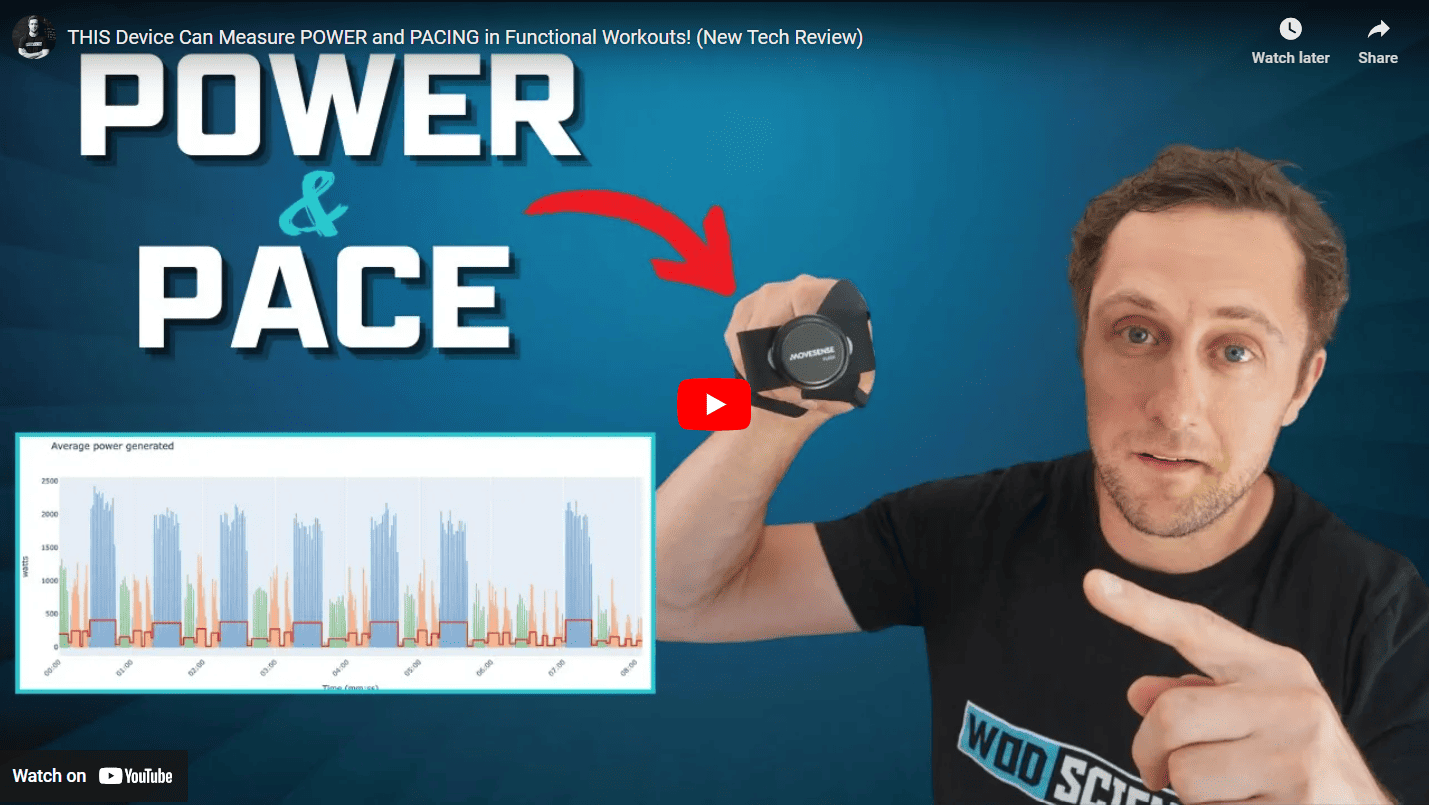 THIS Device Can Measure POWER and PACING in Functional Workouts! (New Tech Review)
Watch later
Share
POWER
&
PACE
MOVESENSE
Average power generated
2500
2000
1500
1000
500
0
watts
00:00
01:00
02:00
03:00
04:00
05:00
06:00
07:00
08:00
Time (mm:ss)
WOD
Watch on YouTube